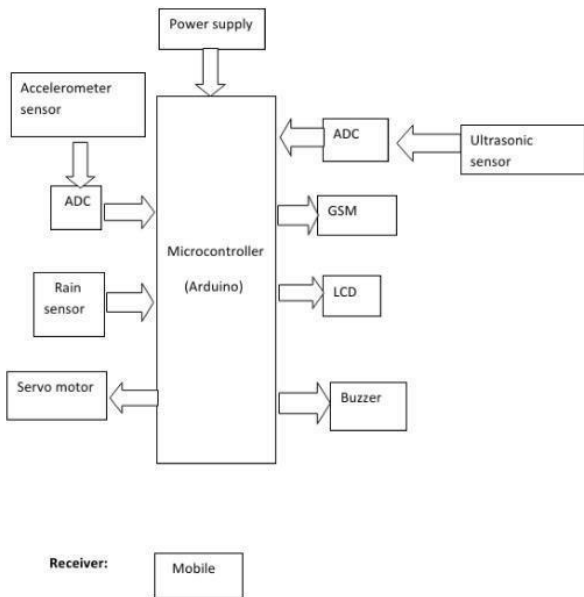 Power supply
Accelerometer
sensor
ADC
Ultrasonic
sensor
ADC
GSM
Microcontroller
(Arduino)
Rain
sensor
LCD
Servo motor
Buzzer
Receiver:
Mobile